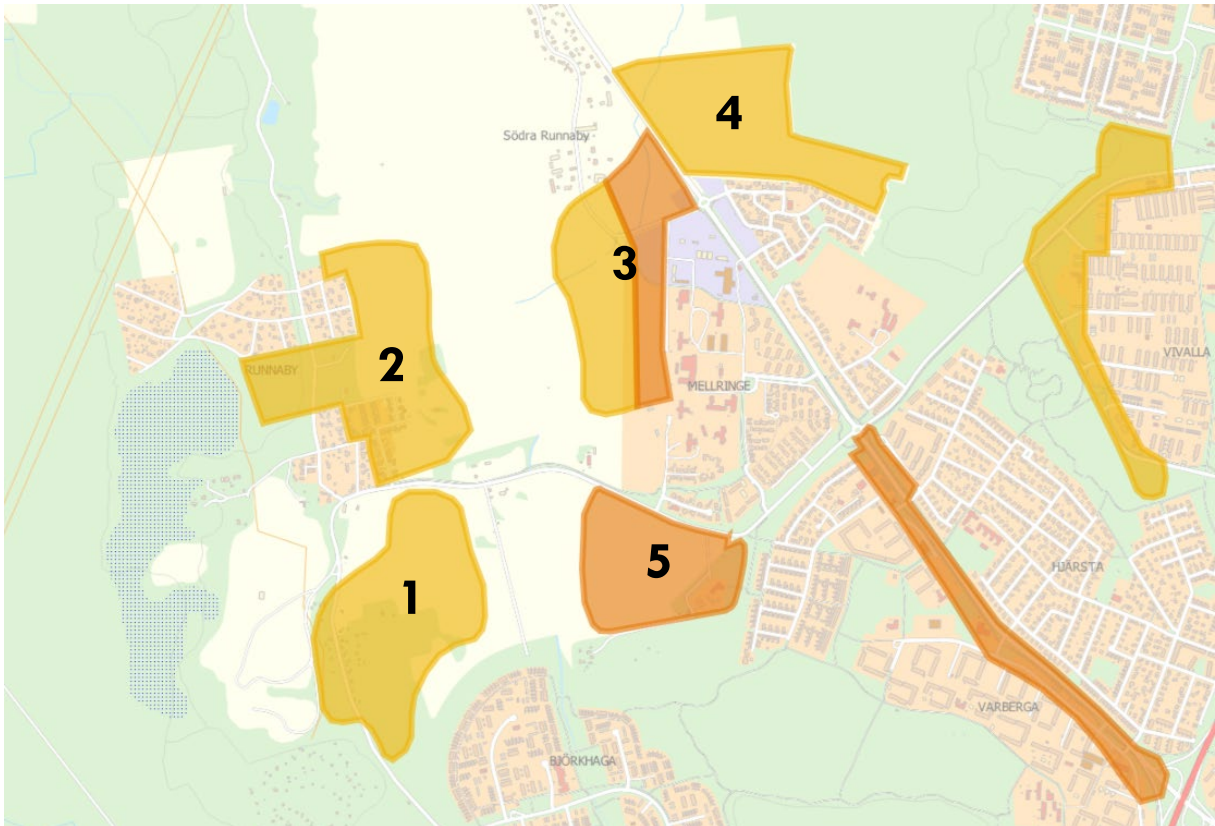 4
Södra Runnaby
3
VIVALLA
2
RUNNABY
MELLRINGE
5
HJÄRSTA
1
VARBERGA
BJÖRKHAGA